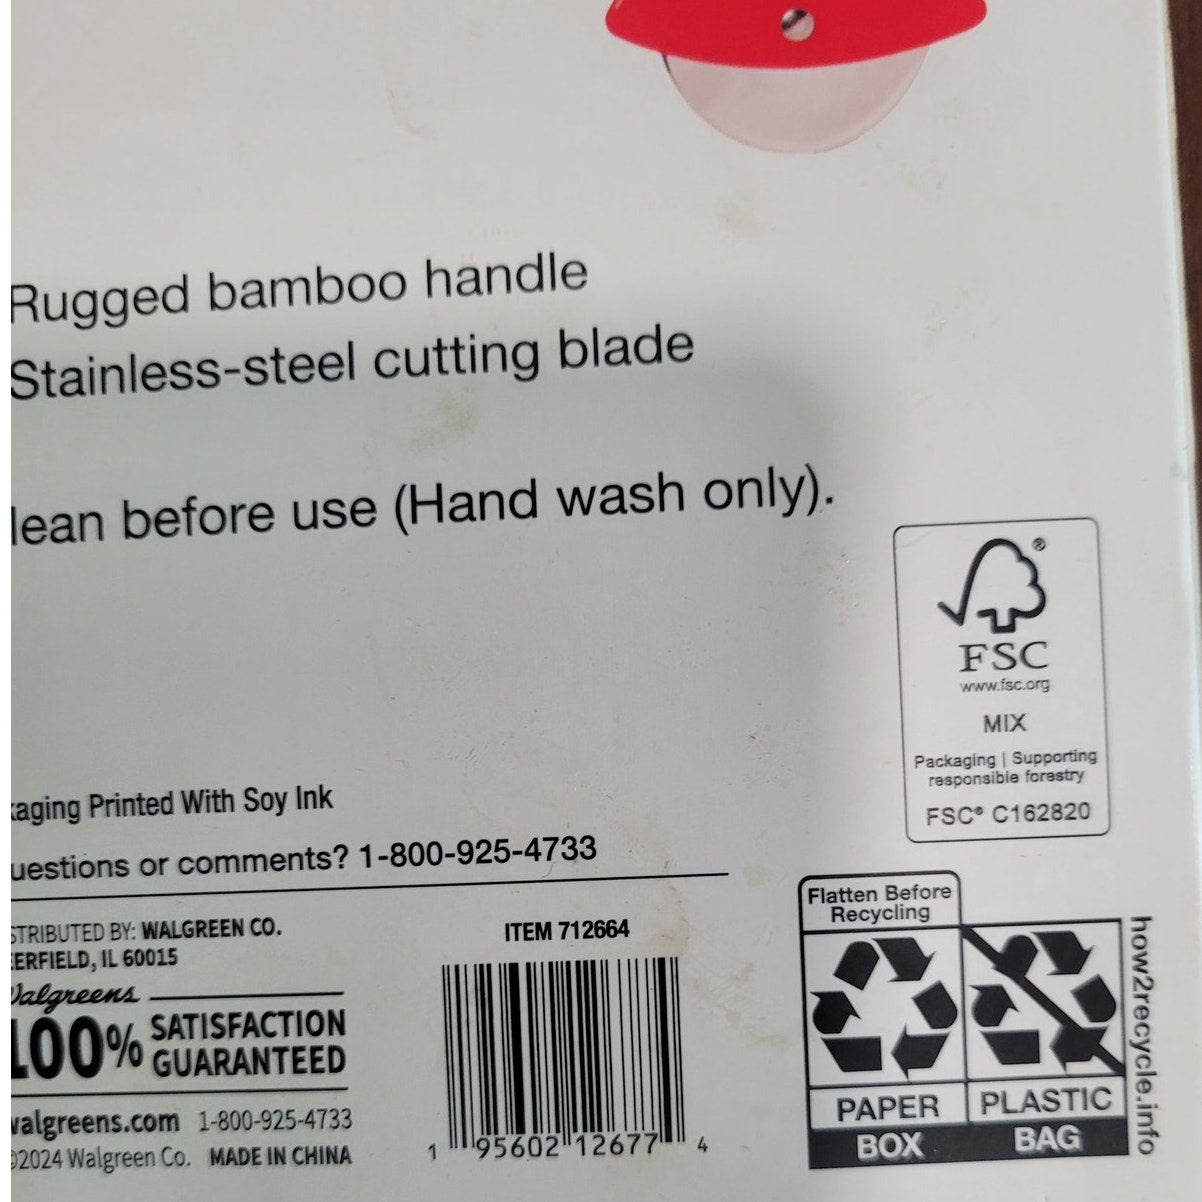 Rugged bamboo handle
Stainless-steel cutting blade
lean before use (Hand wash only).
®
FSC
www.fsc.org
MIX
Packaging | Supporting
responsible forestry
FSC® C162820
aging Printed With Soy Ink
uestions or comments? 1-800-925-4733
STRIBUTED BY: WALGREEN CO.
ERFIELD, IL 60015
Walgreens
100% SATISFACTION
GUARANTEED
walgreens.com 1-800-925-4733
©2024 Walgreen Co. MADE IN CHINA
ITEM 712664
1 95602 12677 4
Flatten Before
Recycling
PAPER
BOX
PLASTIC
BAG
how2recycle.info